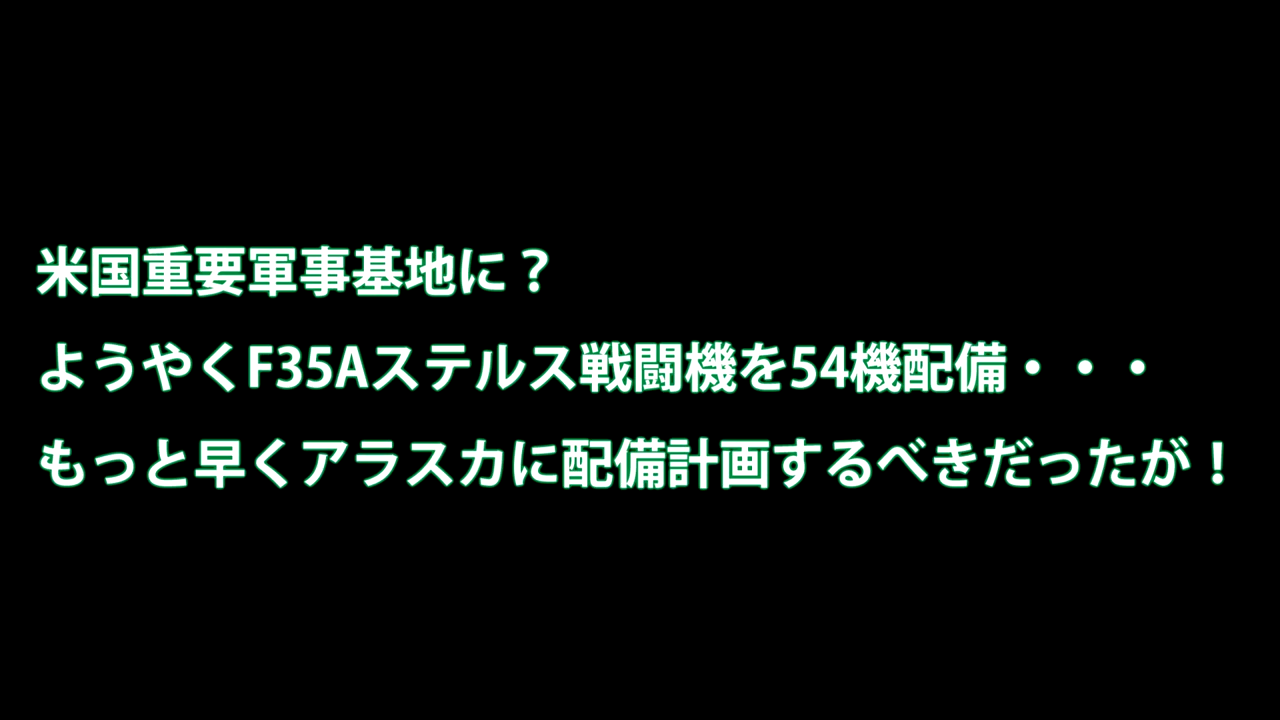 米国重要軍事基地に？
ようやくF35Aステルス戦闘機を54機配備・・・
もっと早くアラスカに配備計画するべきだったが！